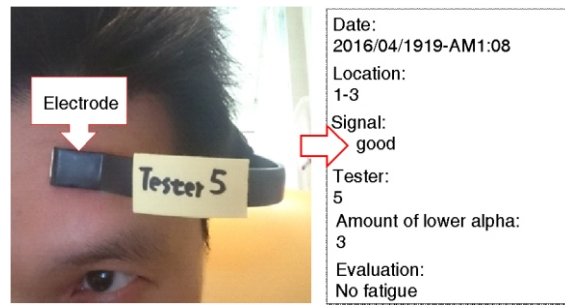 Electrode
Tester 5
Date:
2016/04/1919-AM1:08
Location:
1-3
Signal:
good
Tester:
5
Amount of lower alpha:
3
Evaluation:
No fatigue